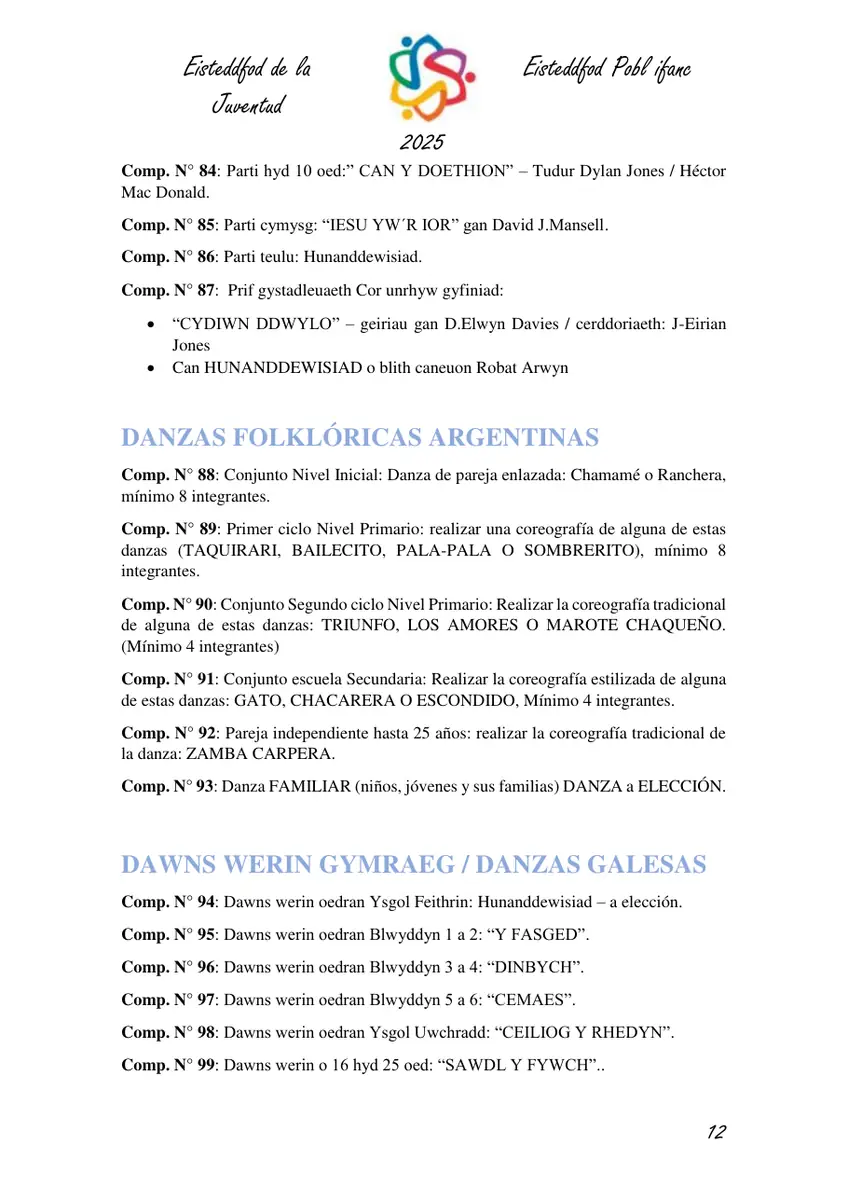 Eisteddfod de la
Juventud
Eisteddfod Pobl ifanc
2025
Comp. N° 84: Parti hyd 10 oed:” CAN Y DOETHION” – Tudur Dylan Jones / Héctor
Mac Donald.
Comp. N° 85: Parti cymysg: “IESU YW´R IOR” gan David J.Mansell.
Comp. N° 86: Parti teulu: Hunanddewisiad.
Comp. N° 87:  Prif gystadleuaeth Cor unrhyw gyfiniad:
• “CYDIWN DDWYLO” – geiriau gan D.Elwyn Davies / cerddoriaeth: J-Eirian
Jones
• Can HUNANDDEWISIAD o blith caneuon Robat Arwyn
DANZAS FOLKLÓRICAS ARGENTINAS
Comp. N° 88: Conjunto Nivel Inicial: Danza de pareja enlazada: Chamamé o Ranchera,
mínimo 8 integrantes.
Comp. N° 89: Primer ciclo Nivel Primario: realizar una coreografía de alguna de estas
danzas (TAQUIRARI, BAILECITO, PALA-PALA O SOMBRERITO), mínimo 8
integrantes.
Comp. N° 90: Conjunto Segundo ciclo Nivel Primario: Realizar la coreografía tradicional
de alguna de estas danzas: TRIUNFO, LOS AMORES O MAROTE CHAQUEÑO.
(Mínimo 4 integrantes)
Comp. N° 91: Conjunto escuela Secundaria: Realizar la coreografía estilizada de alguna
de estas danzas: GATO, CHACARERA O ESCONDIDO, Mínimo 4 integrantes.
Comp. N° 92: Pareja independiente hasta 25 años: realizar la coreografía tradicional de
la danza: ZAMBA CARPERA.
Comp. N° 93: Danza FAMILIAR (niños, jóvenes y sus familias) DANZA a ELECCIÓN.
DAWNS WERIN GYMRAEG / DANZAS GALESAS
Comp. N° 94: Dawns werin oedran Ysgol Feithrin: Hunanddewisiad – a elección.
Comp. N° 95: Dawns werin oedran Blwyddyn 1 a 2: “Y FASGED”.
Comp. N° 96: Dawns werin oedran Blwyddyn 3 a 4: “DINBYCH”.
Comp. N° 97: Dawns werin oedran Blwyddyn 5 a 6: “CEMAES”.
Comp. N° 98: Dawns werin oedran Ysgol Uwchradd: “CEILIOG Y RHEDYN”.
Comp. N° 99: Dawns werin o 16 hyd 25 oed: “SAWDL Y FYWCH”..
12